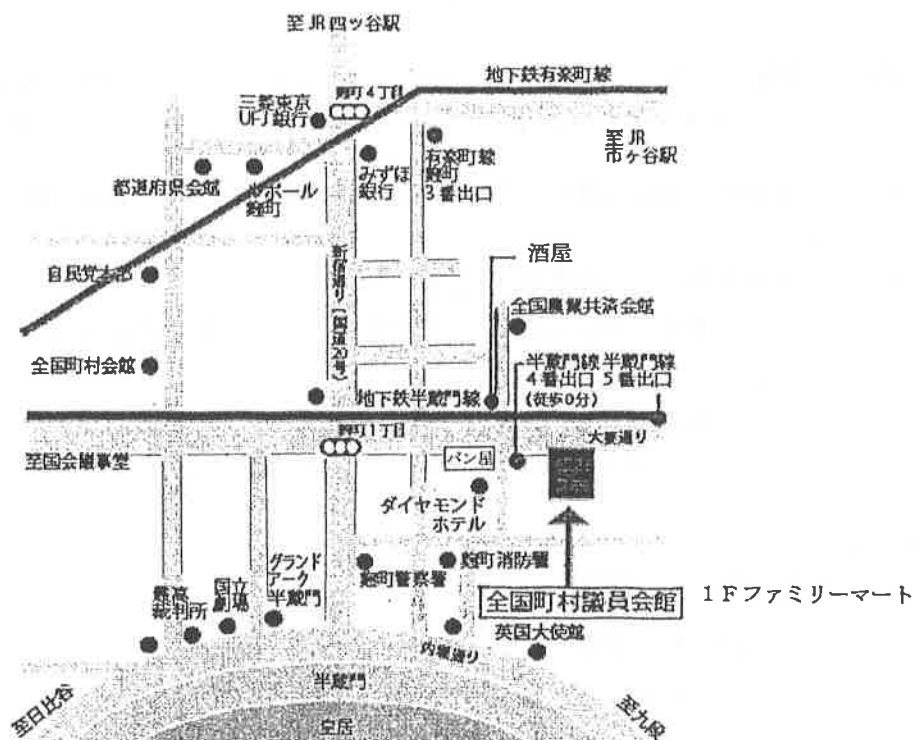 至JR四ツ谷駅
地下鉄有楽町線
麹町4丁目
三菱東京
UFJ銀行
至JR
市ヶ谷駅
都道府県会館
ルポール
麹町
みずほ
銀行
有楽町線
麹町
3番出口
新宿通り(国道20号)
酒屋
自民党本部
全国農業共済会館
全国町村会館
半蔵門線
4番出口
(徒歩0分)
半蔵門線
5番出口
地下鉄半蔵門線
大妻通り
麹町1丁目
至国会議事堂
パン屋
ダイヤモンド
ホテル
グランド
アーク
半蔵門
麹町警察署
麹町消防署
国立
劇場
最高
裁判所
全国町村議員会館
1Fファミリーマート
英国大使館
内堀通り
半蔵門
至日比谷
至九段
皇居